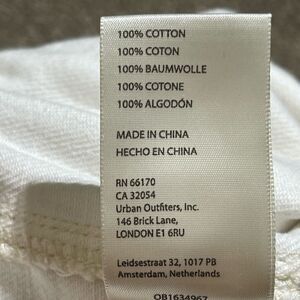 100% COTTON
100% COTON
100% BAUMWOLLE
100% COTONE
100% ALGODÓN
MADE IN CHINA
HECHO EN CHINA
RN 66170
CA 32054
Urban Outfitters, Inc.
146 Brick Lane,
LONDON E1 6RU
Leidsestraat 32, 1017 PB
Amsterdam, Netherlands
OB1634967